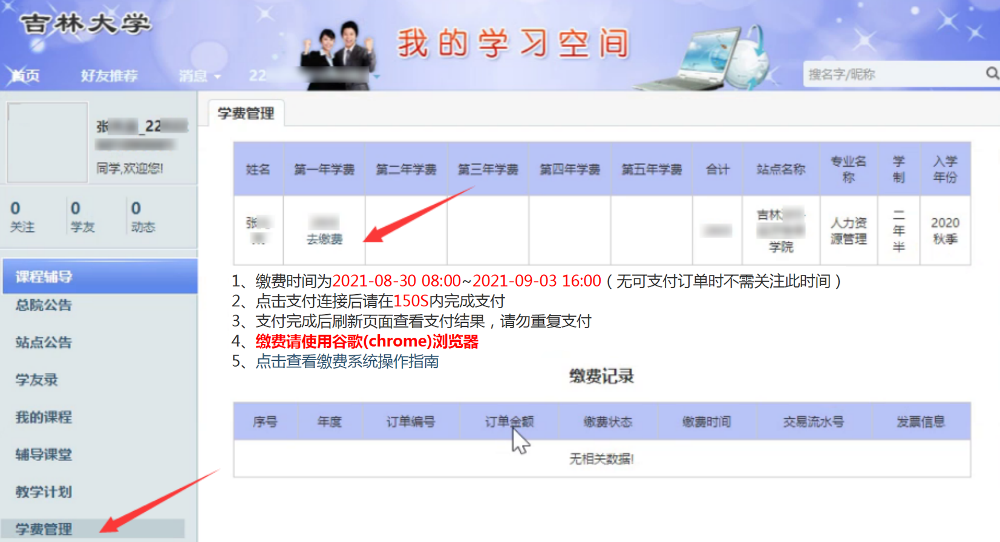 吉林大学
我的学习空间
首页 好友推荐 消息 22
搜名字/昵称
张 _22
同学,欢迎您!
0 0 0
关注 学友 动态
课程辅导
总院公告
站点公告
学友录
我的课程
辅导课堂
教学计划
学费管理
学费管理
姓名 第一年学费 第二年学费 第三年学费 第四年学费 第五年学费 合计 站点名称 专业名称 学制 入学年份
张 去缴费 吉林 学院 人力资源管理 二年半 2020秋季
1、缴费时间为2021-08-30 08:00~2021-09-03 16:00（无可支付订单时不需关注此时间）
2、点击支付连接后请在150S内完成支付
3、支付完成后刷新页面查看支付结果，请勿重复支付
4、缴费请使用谷歌(chrome)浏览器
5、点击查看缴费系统操作指南
缴费记录
序号 年度 订单编号 订单金额 缴费状态 缴费时间 交易流水号 发票信息
无相关数据!